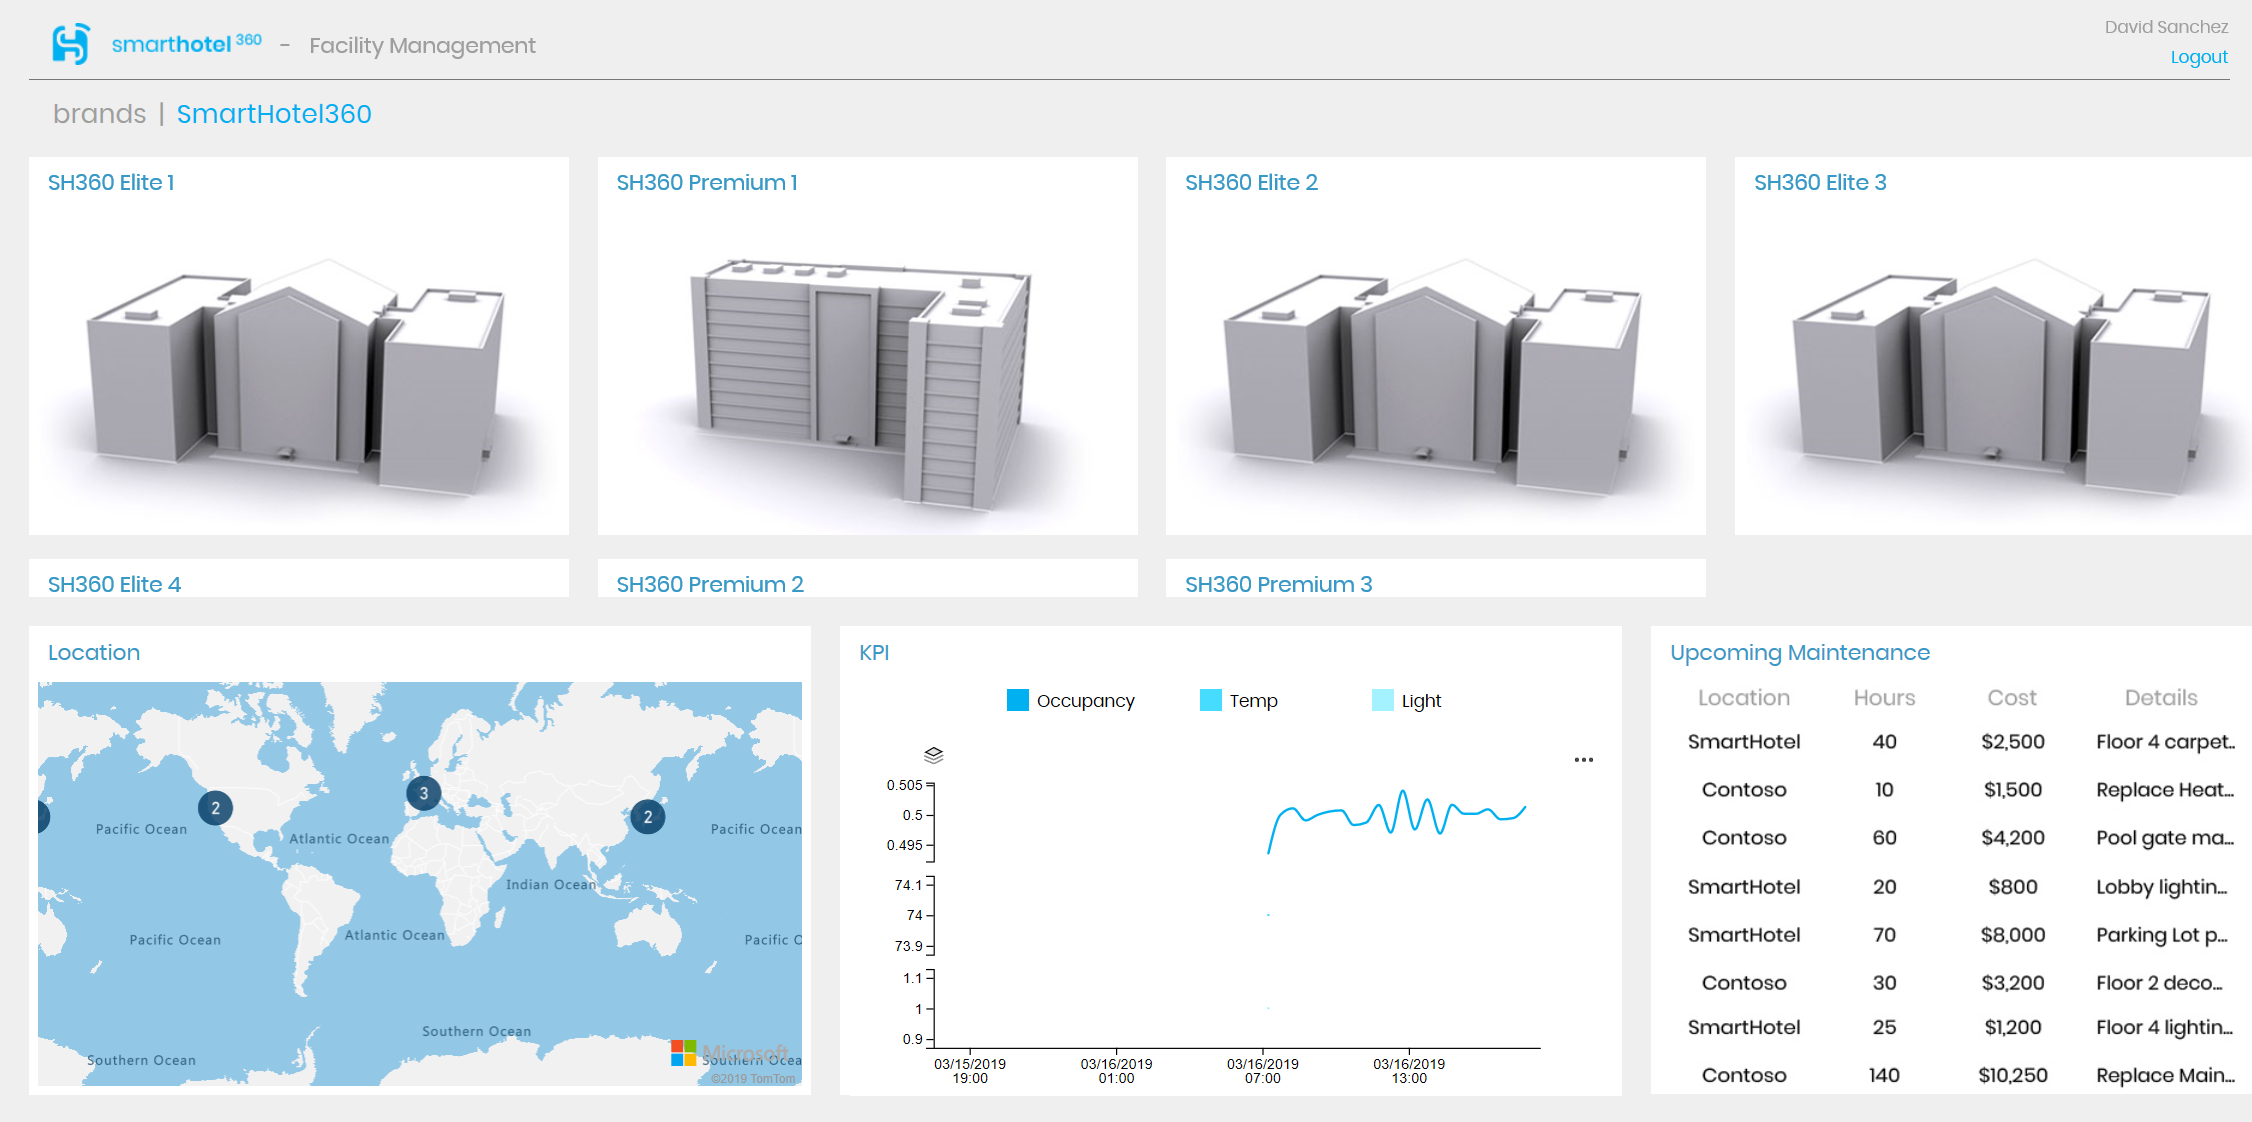 smarthotel 360 - Facility Management
David Sanchez
Logout
brands | SmartHotel360
SH360 Elite 1
SH360 Premium 1
SH360 Elite 2
SH360 Elite 3
SH360 Elite 4
SH360 Premium 2
SH360 Premium 3
Location
2
3
2
Pacific Ocean
Atlantic Ocean
Pacific Ocean
Indian Ocean
Pacific Ocean
Atlantic Ocean
Pacific O
Southern Ocean
Southern Ocean
Microsoft
Southern Ocea
©2019 TomTom
KPI
Occupancy Temp Light
0.505
0.5
0.495
74.1
74
73.9
1.1
1
0.9
03/15/2019 03/16/2019 03/16/2019 03/16/2019
19:00 01:00 07:00 13:00
Upcoming Maintenance
Location Hours Cost Details
SmartHotel 40 $2,500 Floor 4 carpet...
Contoso 10 $1,500 Replace Heat...
Contoso 60 $4,200 Pool gate ma...
SmartHotel 20 $800 Lobby lightin...
SmartHotel 70 $8,000 Parking Lot p...
Contoso 30 $3,200 Floor 2 deco...
SmartHotel 25 $1,200 Floor 4 lightin...
Contoso 140 $10,250 Replace Main...